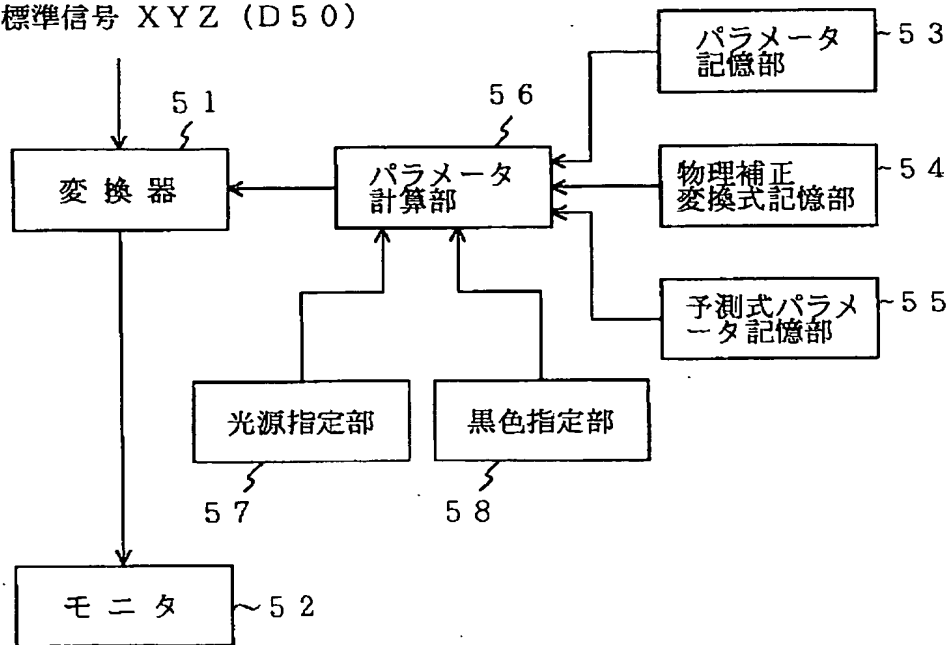 標準信号 XYZ (D50)
51
変換器
56
パラメータ
計算部
パラメータ
記憶部
53
物理補正
変換式記憶部
54
予測式パラメ
ータ記憶部
55
光源指定部
57
黒色指定部
58
モニタ
52